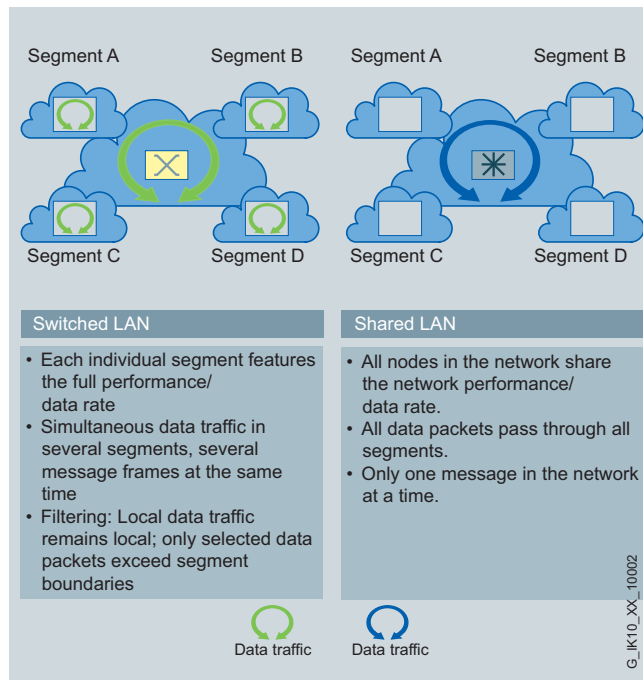 Segment A
Segment B
Segment C
Segment D
Segment A
Segment B
Segment C
Segment D
Switched LAN
• Each individual segment features
the full performance/
data rate
• Simultaneous data traffic in
several segments, several
message frames at the same
time
• Filtering: Local data traffic
remains local; only selected data
packets exceed segment
boundaries
Shared LAN
• All nodes in the network share
the network performance/
data rate.
• All data packets pass through all
segments.
• Only one message in the network
at a time.
Data traffic
Data traffic
G_IK10_XX_10002